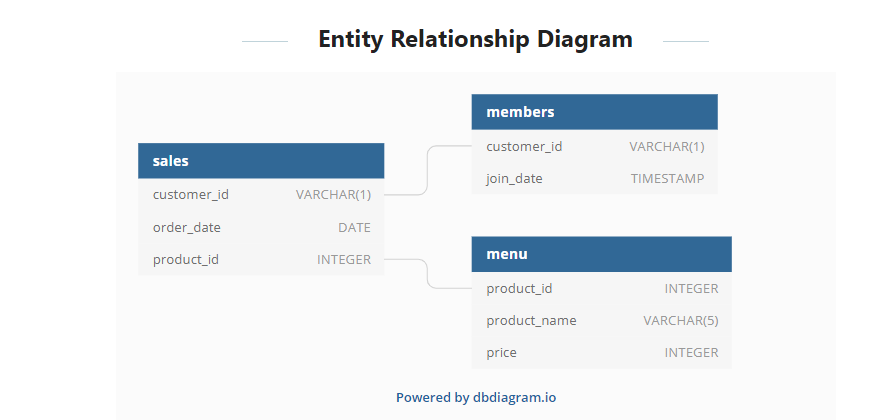 Entity Relationship Diagram
sales
customer_id VARCHAR(1)
order_date DATE
product_id INTEGER
members
customer_id VARCHAR(1)
join_date TIMESTAMP
menu
product_id INTEGER
product_name VARCHAR(5)
price INTEGER
Powered by dbdiagram.io